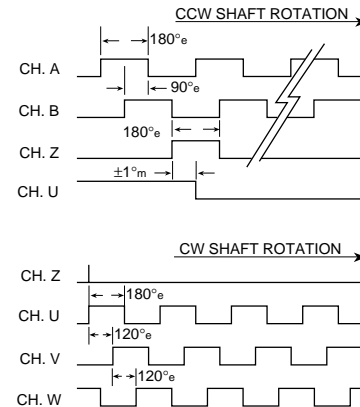 CCW SHAFT ROTATION
180°e
CH. A
90°e
CH. B
180°e
CH. Z
±1°m
CH. U
CW SHAFT ROTATION
CH. Z
180°e
CH. U
120°e
CH. V
120°e
CH. W